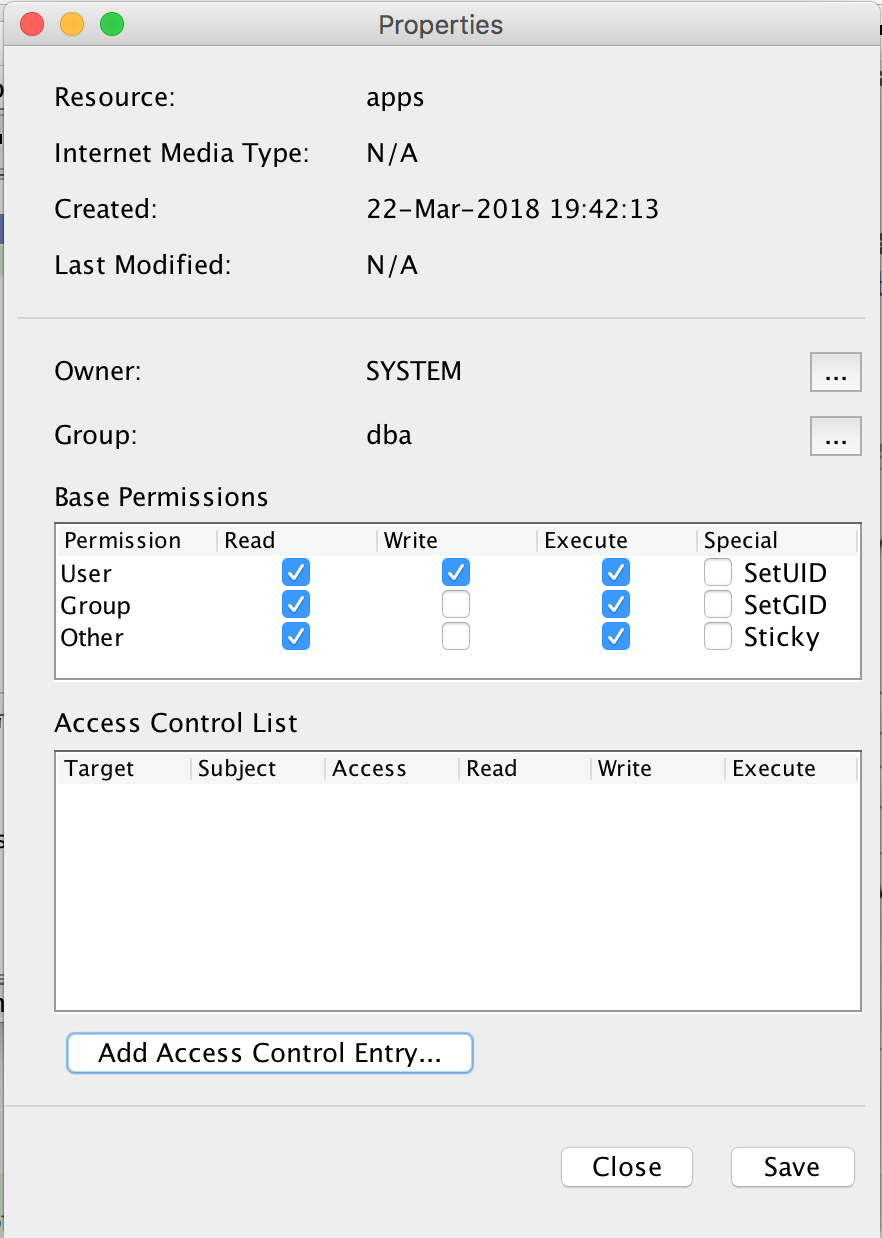 Properties
Resource: apps
Internet Media Type: N/A
Created: 22-Mar-2018 19:42:13
Last Modified: N/A
Owner: SYSTEM ...
Group: dba ...
Base Permissions
Permission Read Write Execute Special
User SetUID
Group SetGID
Other Sticky
Access Control List
Target Subject Access Read Write Execute
Add Access Control Entry...
Close Save